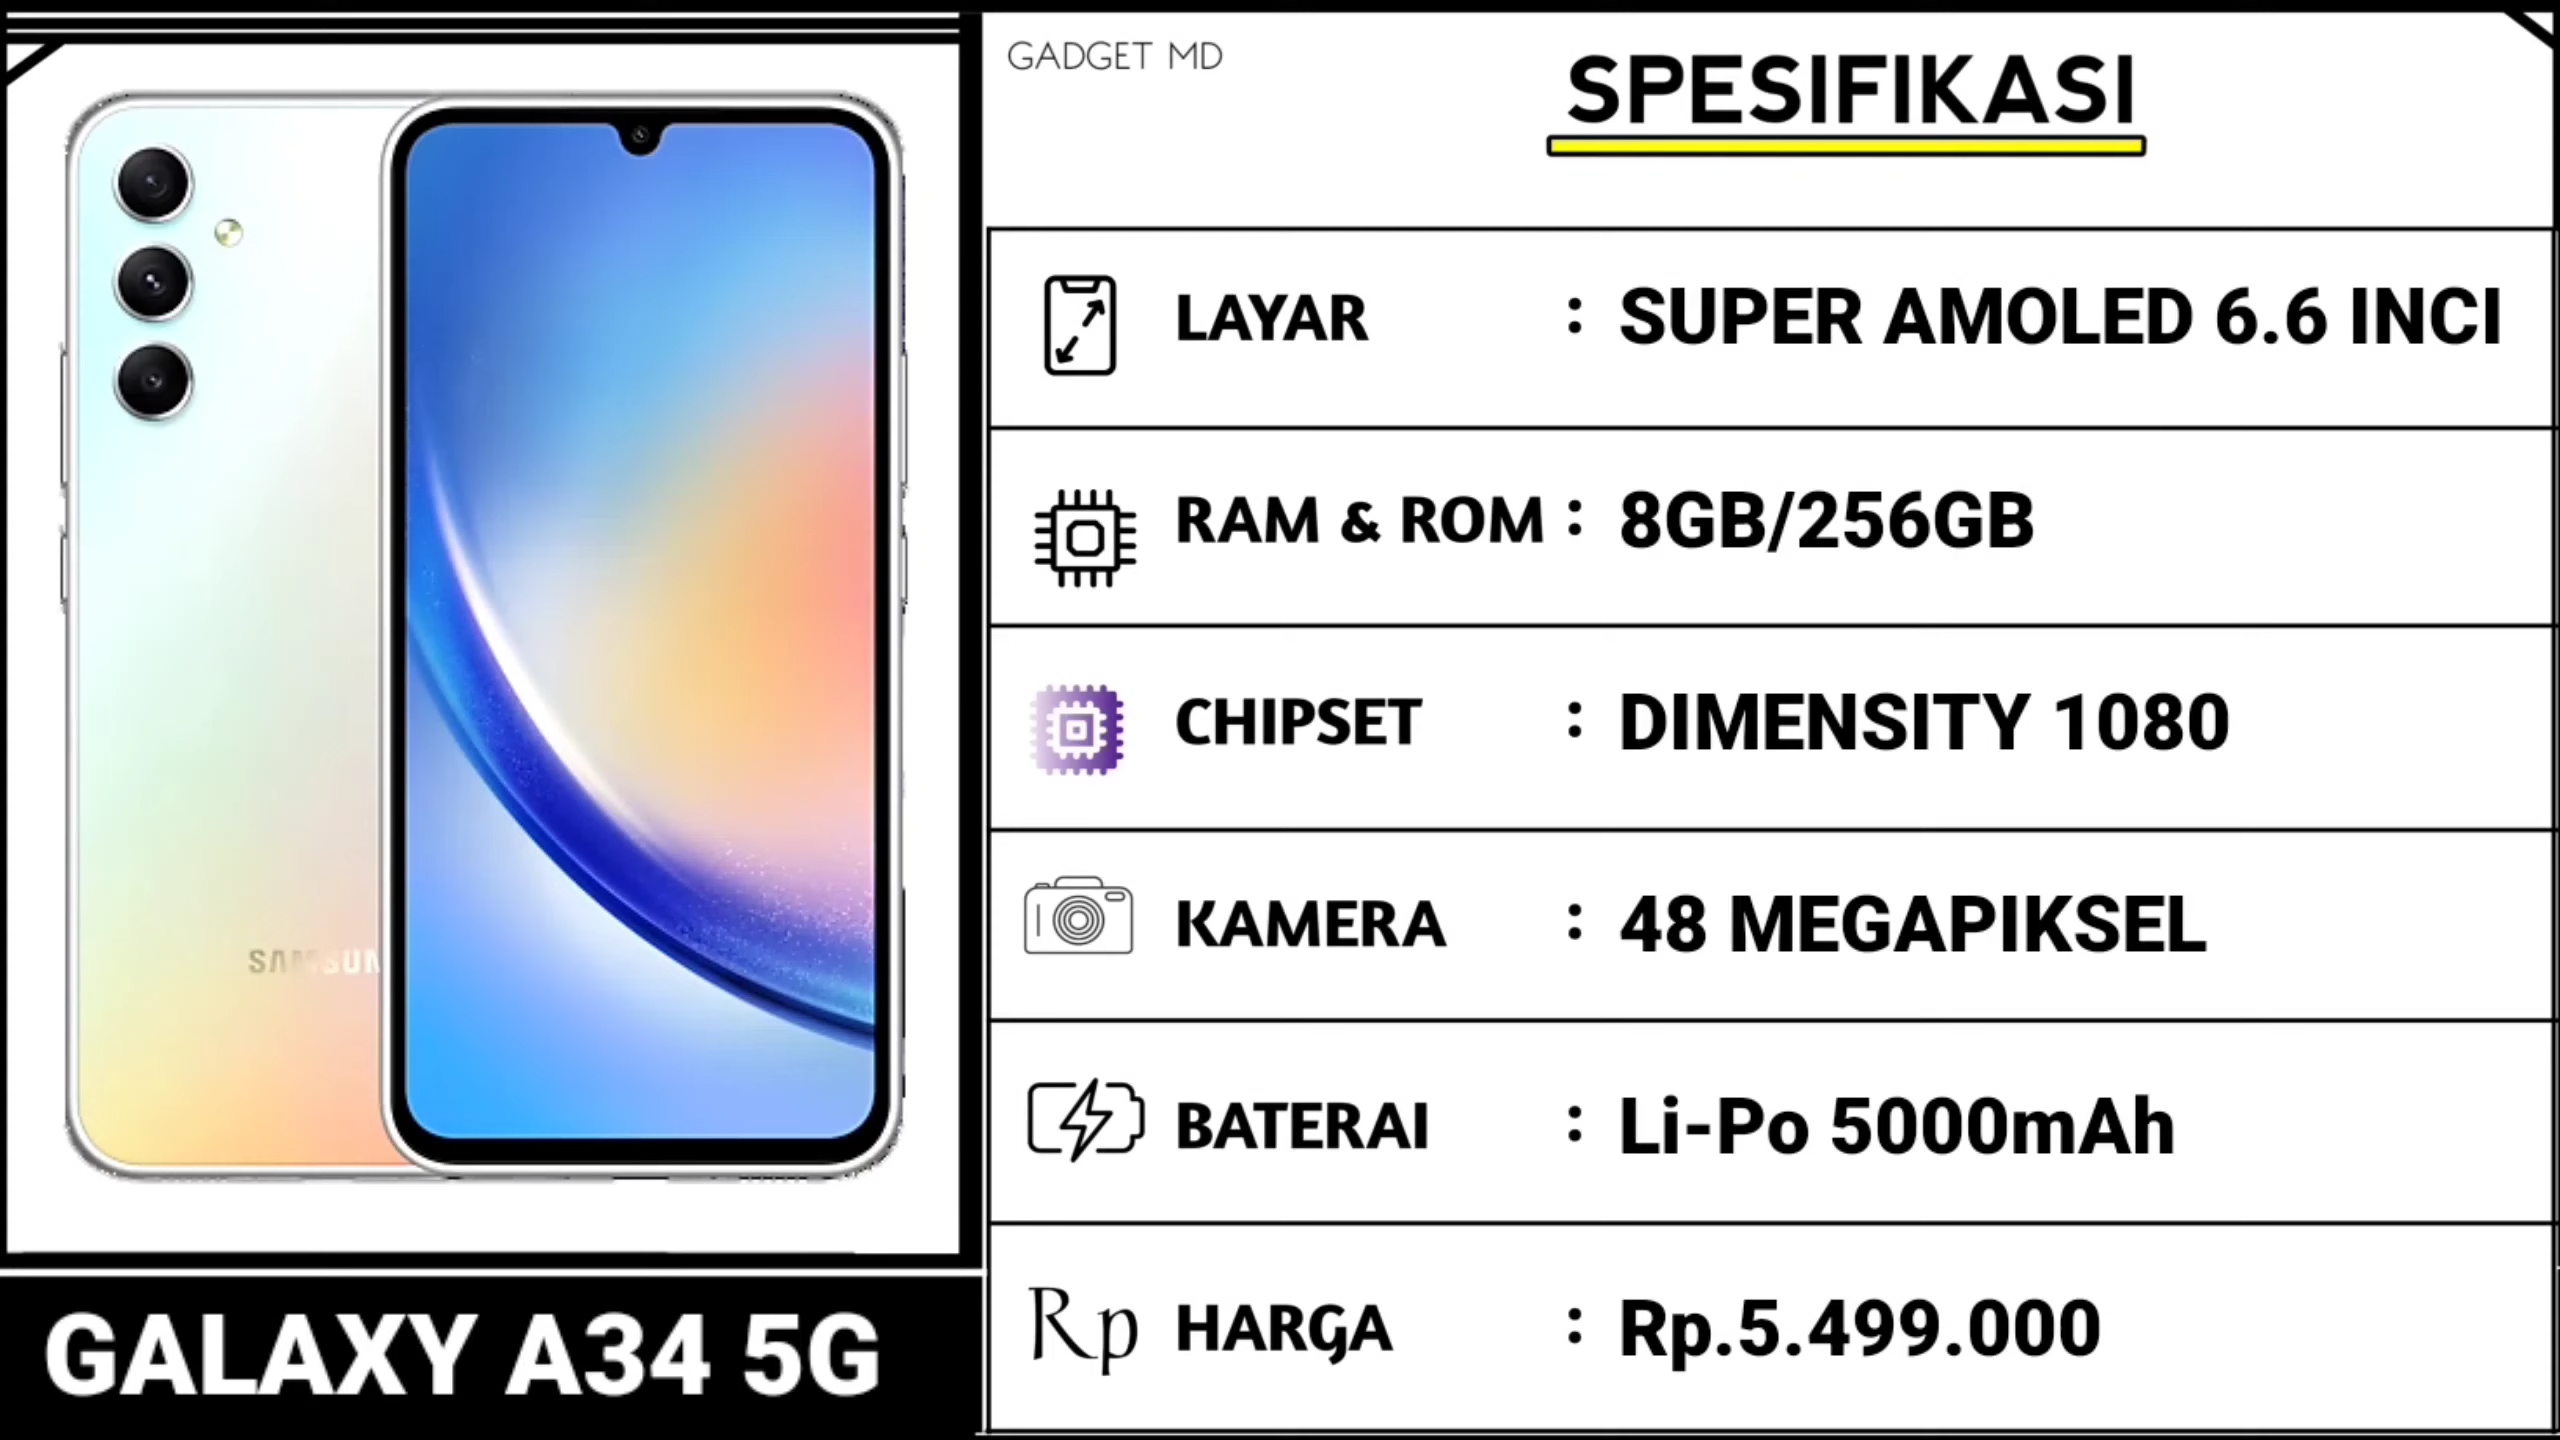 GADGET MD
SPESIFIKASI
LAYAR : SUPER AMOLED 6.6 INCI
RAM & ROM : 8GB/256GB
CHIPSET : DIMENSITY 1080
KAMERA : 48 MEGAPIKSEL
BATERAI : Li-Po 5000mAh
Rp HARGA : Rp.5.499.000
SAMSUN
GALAXY A34 5G